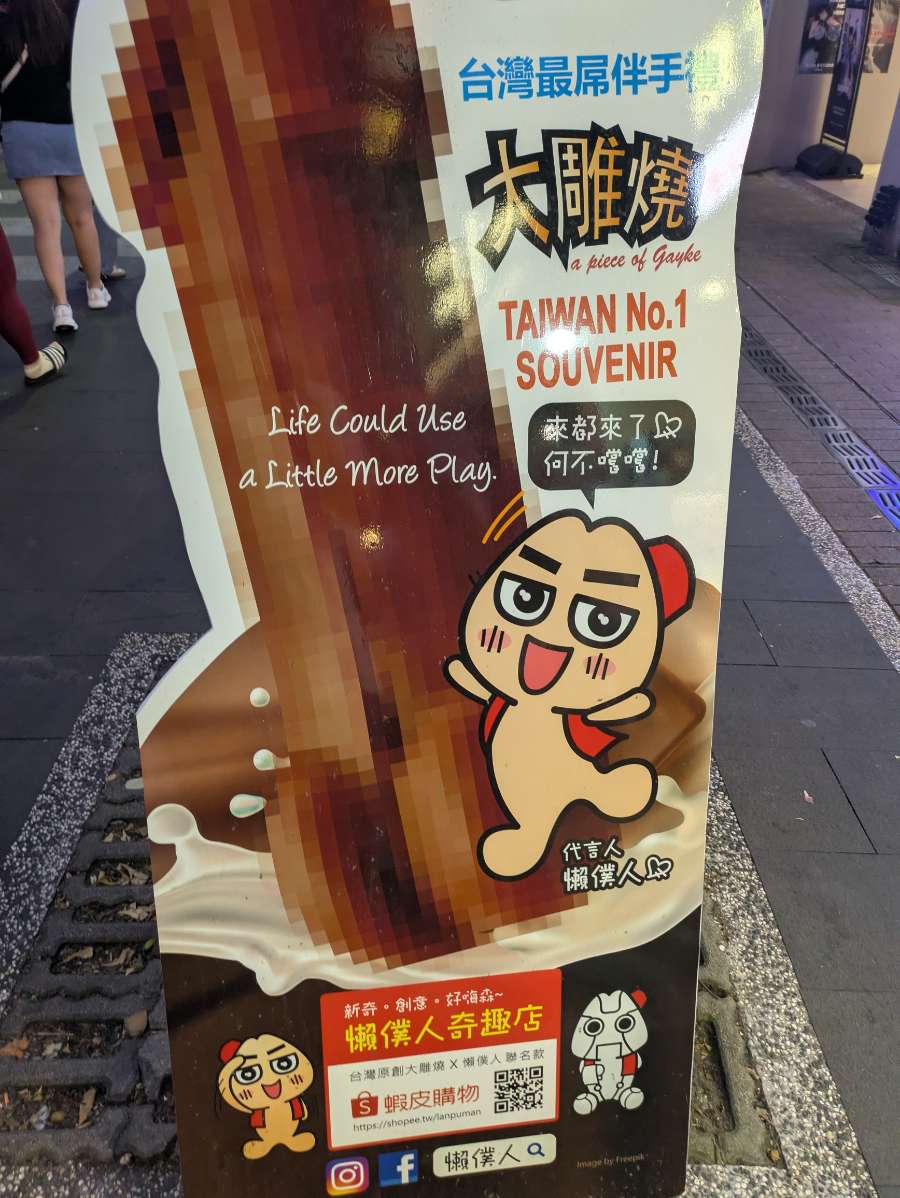 台灣最屌伴手禮
大雕燒
a piece of Gayke
TAIWAN No.1
SOUVENIR
Life Could Use
a Little More Play.
來都來了
何不嚐嚐!
代言人
懶僕人
新奇。創意。好嗨森~
懶僕人奇趣店
台灣原創大雕燒 X 懶僕人 聯名款
S 蝦皮購物
https://shopee.tw/lanpuman
f 懶僕人
Image by Freepik